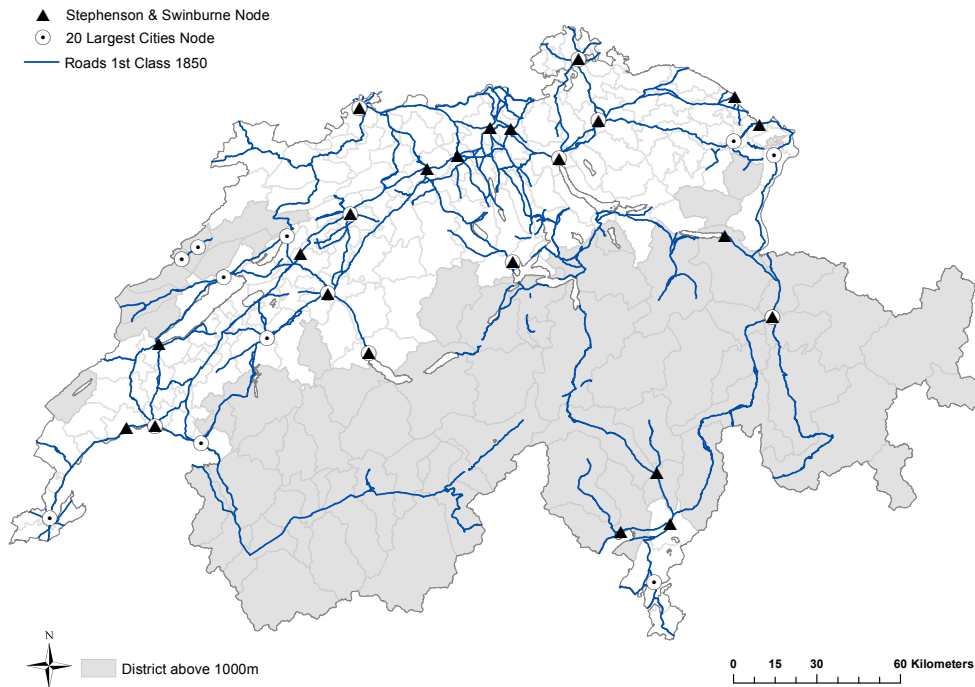 Stephenson & Swinburne Node
20 Largest Cities Node
Roads 1st Class 1850
N
District above 1000m
0 15 30 60 Kilometers